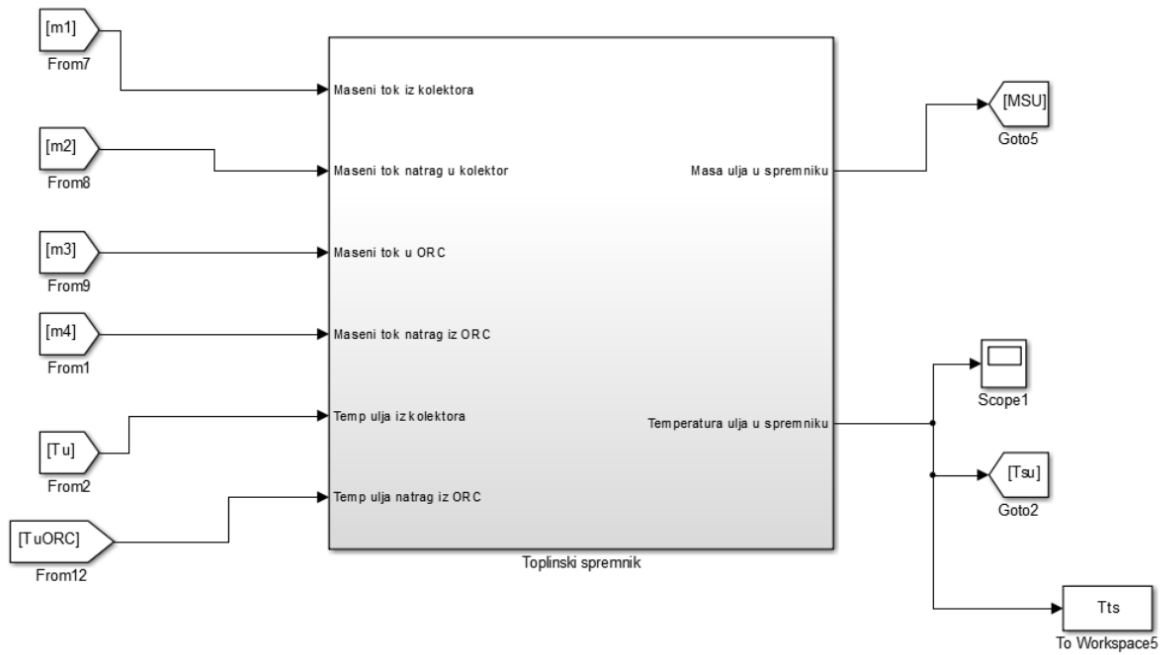 [m1]
From7
[m2]
From8
[m3]
From9
[m4]
From1
[Tu]
From2
[TuORC]
From12
Maseni tok iz kolektora
Maseni tok natrag u kolektor
Maseni tok u ORC
Maseni tok natrag iz ORC
Temp ulja iz kolektora
Temp ulja natrag iz ORC
Masa ulja u spremniku
Temperatura ulja u spremniku
Toplinski spremnik
[MSU]
Goto5
Scope1
[Tsu]
Goto2
Tts
To Workspace5